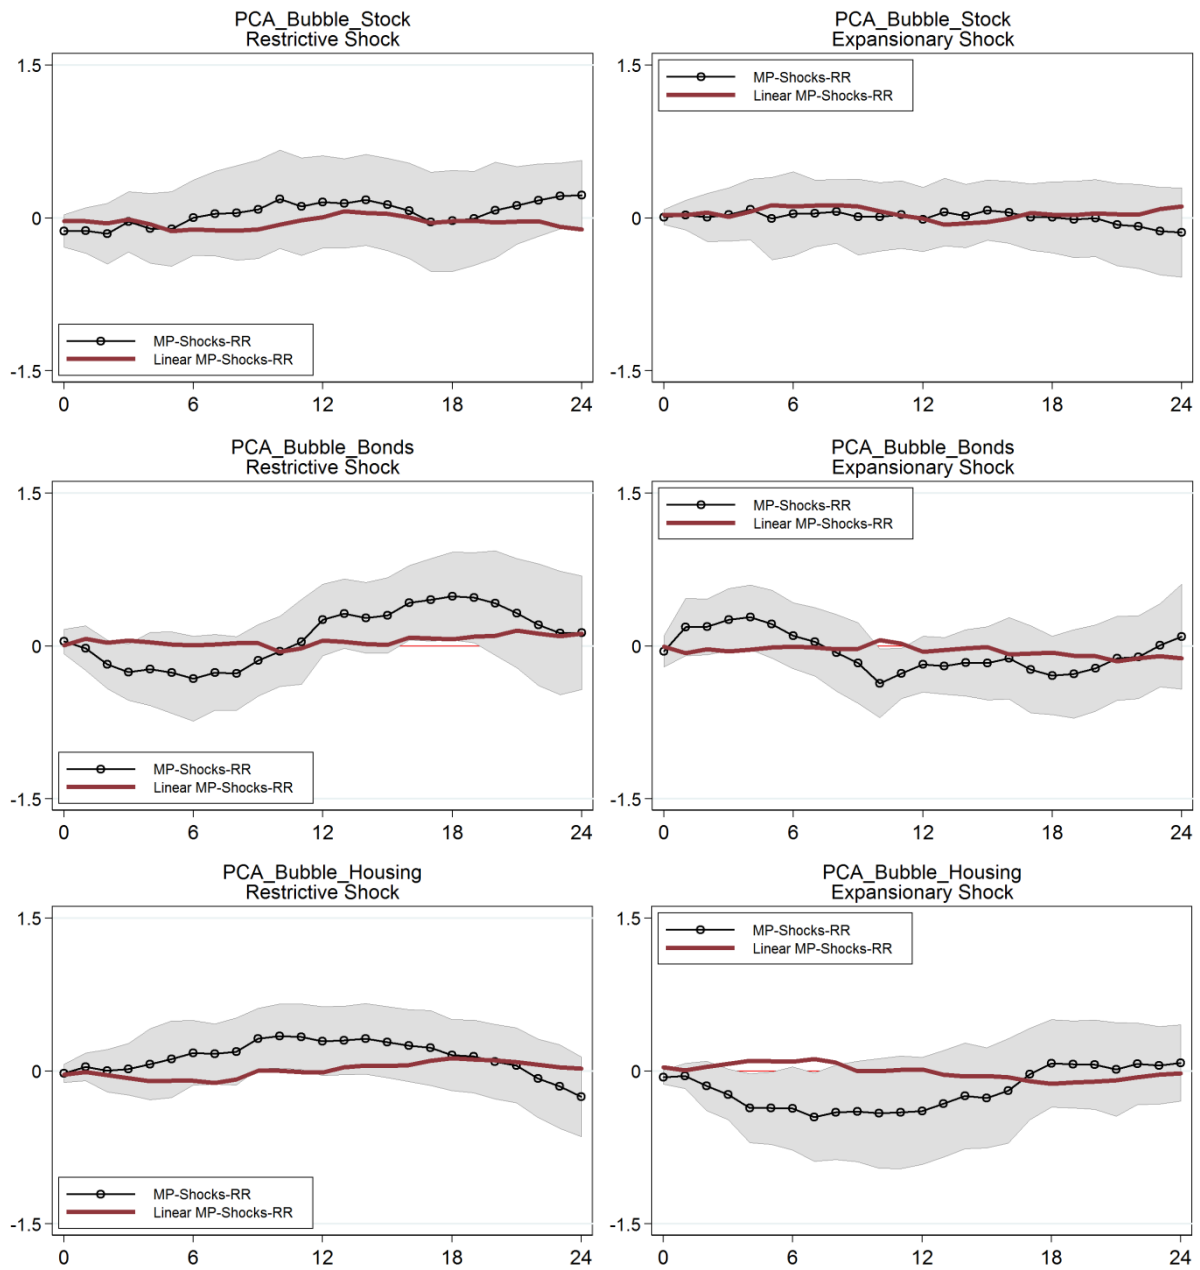 PCA_Bubble_Stock
Restrictive Shock
1.5
0
-1.5
MP-Shocks-RR
Linear MP-Shocks-RR
0 6 12 18 24
PCA_Bubble_Stock
Expansionary Shock
1.5
0
-1.5
MP-Shocks-RR
Linear MP-Shocks-RR
0 6 12 18 24
PCA_Bubble_Bonds
Restrictive Shock
1.5
0
-1.5
MP-Shocks-RR
Linear MP-Shocks-RR
0 6 12 18 24
PCA_Bubble_Bonds
Expansionary Shock
1.5
0
-1.5
MP-Shocks-RR
Linear MP-Shocks-RR
0 6 12 18 24
PCA_Bubble_Housing
Restrictive Shock
1.5
0
-1.5
MP-Shocks-RR
Linear MP-Shocks-RR
0 6 12 18 24
PCA_Bubble_Housing
Expansionary Shock
1.5
0
-1.5
MP-Shocks-RR
Linear MP-Shocks-RR
0 6 12 18 24